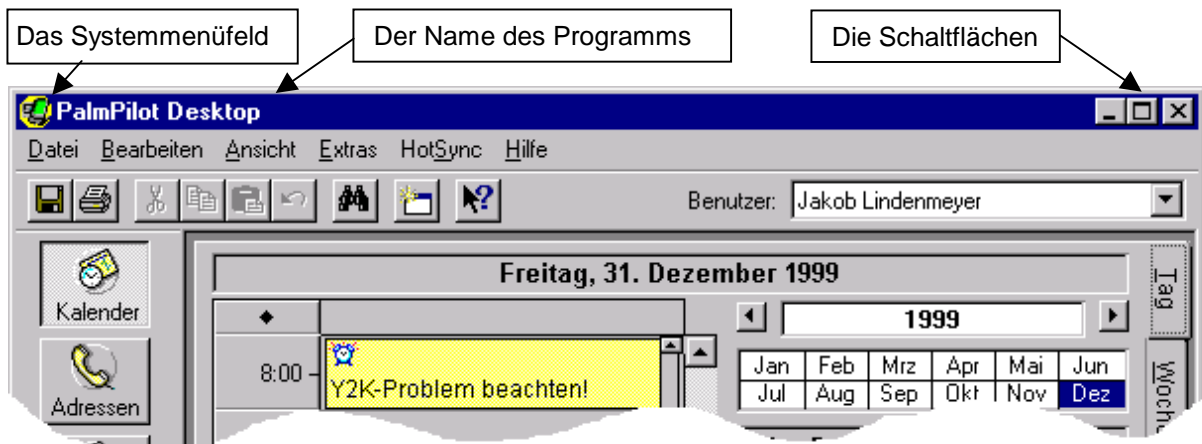 Das Systemmenüfeld
Der Name des Programms
Die Schaltflächen
PalmPilot Desktop
Datei Bearbeiten Ansicht Extras HotSync Hilfe
Benutzer: Jakob Lindenmeyer
Freitag, 31. Dezember 1999
Tag
Kalender
1999
8:00
Y2K-Problem beachten!
Jan Feb Mrz Apr Mai Jun
Jul Aug Sep Okt Nov Dez
Adressen